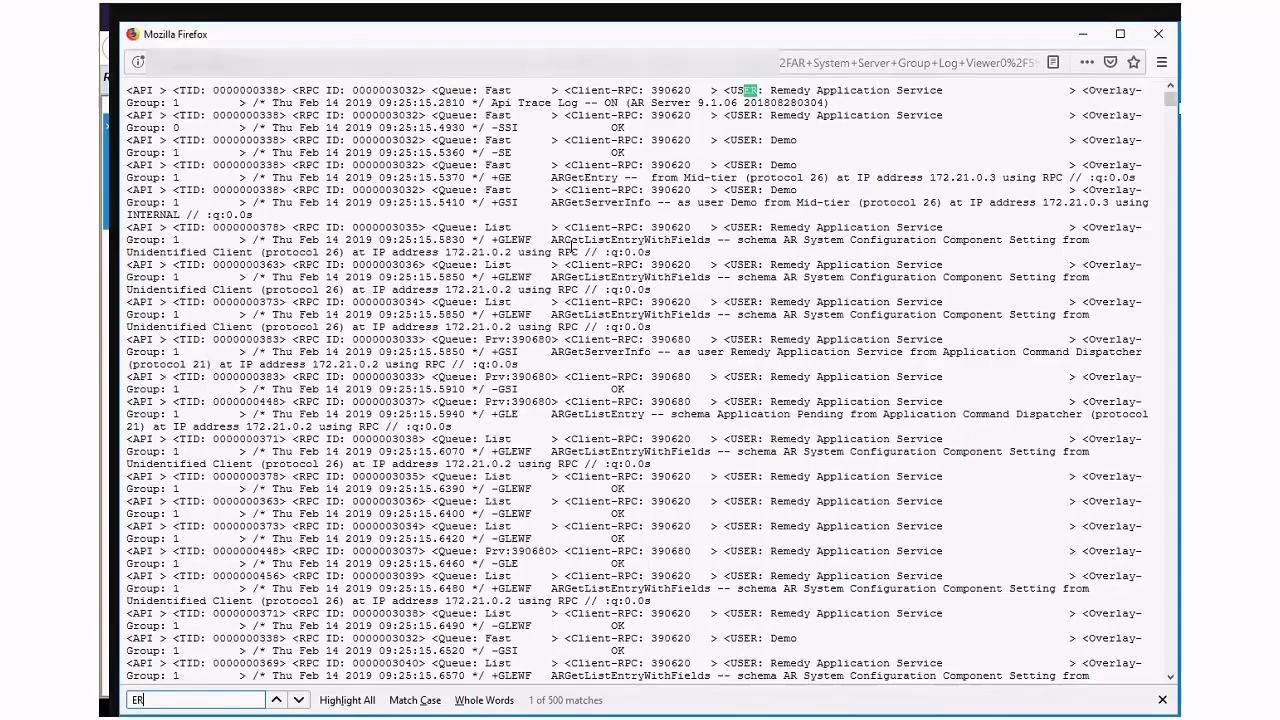 Mozilla Firefox
2FAR+System+Server+Group+Log+Viewer0%2F5%
<API > <TID: 0000000338> <RPC ID: 0000003032> <Queue: Fast > <Client-RPC: 390620 > <USER: Remedy Application Service > <Overlay-
Group: 1 > /* Thu Feb 14 2019 09:25:15.2810 */ Api Trace Log -- ON (AR Server 9.1.06 201808280304)
<API > <TID: 0000000338> <RPC ID: 0000003032> <Queue: Fast > <Client-RPC: 390620 > <USER: Remedy Application Service > <Overlay-
Group: 0 > /* Thu Feb 14 2019 09:25:15.4930 */ -SSI OK
<API > <TID: 0000000338> <RPC ID: 0000003032> <Queue: Fast > <Client-RPC: 390620 > <USER: Demo > <Overlay-
Group: 1 > /* Thu Feb 14 2019 09:25:15.5360 */ -SE OK
<API > <TID: 0000000338> <RPC ID: 0000003032> <Queue: Fast > <Client-RPC: 390620 > <USER: Demo > <Overlay-
Group: 1 > /* Thu Feb 14 2019 09:25:15.5370 */ +GE ARGetEntry -- from Mid-tier (protocol 26) at IP address 172.21.0.3 using RPC // :q:0.0s
<API > <TID: 0000000338> <RPC ID: 0000003032> <Queue: Fast > <Client-RPC: 390620 > <USER: Demo > <Overlay-
Group: 1 > /* Thu Feb 14 2019 09:25:15.5410 */ +GSI ARGetServerInfo -- as user Demo from Mid-tier (protocol 26) at IP address 172.21.0.3 using
INTERNAL // :q:0.0s
<API > <TID: 0000000378> <RPC ID: 0000003035> <Queue: List > <Client-RPC: 390620 > <USER: Remedy Application Service > <Overlay-
Group: 1 > /* Thu Feb 14 2019 09:25:15.5830 */ +GLEWF ARGetListEntryWithFields -- schema AR System Configuration Component Setting from
Unidentified Client (protocol 26) at IP address 172.21.0.2 using RPC // :q:0.0s
<API > <TID: 0000000363> <RPC ID: 0000003036> <Queue: List > <Client-RPC: 390620 > <USER: Remedy Application Service > <Overlay-
Group: 1 > /* Thu Feb 14 2019 09:25:15.5850 */ +GLEWF ARGetListEntryWithFields -- schema AR System Configuration Component Setting from
Unidentified Client (protocol 26) at IP address 172.21.0.2 using RPC // :q:0.0s
<API > <TID: 0000000373> <RPC ID: 0000003034> <Queue: List > <Client-RPC: 390620 > <USER: Remedy Application Service > <Overlay-
Group: 1 > /* Thu Feb 14 2019 09:25:15.5850 */ +GLEWF ARGetListEntryWithFields -- schema AR System Configuration Component Setting from
Unidentified Client (protocol 26) at IP address 172.21.0.2 using RPC // :q:0.0s
<API > <TID: 0000000383> <RPC ID: 0000003033> <Queue: Prv:390680> <Client-RPC: 390680 > <USER: Remedy Application Service > <Overlay-
Group: 1 > /* Thu Feb 14 2019 09:25:15.5850 */ +GSI ARGetServerInfo -- as user Remedy Application Service from Application Command Dispatcher
(protocol 21) at IP address 172.21.0.2 using RPC // :q:0.0s
<API > <TID: 0000000383> <RPC ID: 0000003033> <Queue: Prv:390680> <Client-RPC: 390680 > <USER: Remedy Application Service > <Overlay-
Group: 1 > /* Thu Feb 14 2019 09:25:15.5910 */ -GSI OK
<API > <TID: 0000000448> <RPC ID: 0000003037> <Queue: Prv:390680> <Client-RPC: 390680 > <USER: Remedy Application Service > <Overlay-
Group: 1 > /* Thu Feb 14 2019 09:25:15.5940 */ +GLE ARGetListEntry -- schema Application Pending from Application Command Dispatcher (protocol
21) at IP address 172.21.0.2 using RPC // :q:0.0s
<API > <TID: 0000000371> <RPC ID: 0000003038> <Queue: List > <Client-RPC: 390620 > <USER: Remedy Application Service > <Overlay-
Group: 1 > /* Thu Feb 14 2019 09:25:15.6070 */ +GLEWF ARGetListEntryWithFields -- schema AR System Configuration Component Setting from
Unidentified Client (protocol 26) at IP address 172.21.0.2 using RPC // :q:0.0s
<API > <TID: 0000000378> <RPC ID: 0000003035> <Queue: List > <Client-RPC: 390620 > <USER: Remedy Application Service > <Overlay-
Group: 1 > /* Thu Feb 14 2019 09:25:15.6390 */ -GLEWF OK
<API > <TID: 0000000363> <RPC ID: 0000003036> <Queue: List > <Client-RPC: 390620 > <USER: Remedy Application Service > <Overlay-
Group: 1 > /* Thu Feb 14 2019 09:25:15.6400 */ -GLEWF OK
<API > <TID: 0000000373> <RPC ID: 0000003034> <Queue: List > <Client-RPC: 390620 > <USER: Remedy Application Service > <Overlay-
Group: 1 > /* Thu Feb 14 2019 09:25:15.6420 */ -GLEWF OK
<API > <TID: 0000000448> <RPC ID: 0000003037> <Queue: Prv:390680> <Client-RPC: 390680 > <USER: Remedy Application Service > <Overlay-
Group: 1 > /* Thu Feb 14 2019 09:25:15.6460 */ -GLE OK
<API > <TID: 0000000456> <RPC ID: 0000003039> <Queue: List > <Client-RPC: 390620 > <USER: Remedy Application Service > <Overlay-
Group: 1 > /* Thu Feb 14 2019 09:25:15.6480 */ +GLEWF ARGetListEntryWithFields -- schema AR System Configuration Component Setting from
Unidentified Client (protocol 26) at IP address 172.21.0.2 using RPC // :q:0.0s
<API > <TID: 0000000371> <RPC ID: 0000003038> <Queue: List > <Client-RPC: 390620 > <USER: Remedy Application Service > <Overlay-
Group: 1 > /* Thu Feb 14 2019 09:25:15.6490 */ -GLEWF OK
<API > <TID: 0000000338> <RPC ID: 0000003032> <Queue: Fast > <Client-RPC: 390620 > <USER: Demo > <Overlay-
Group: 1 > /* Thu Feb 14 2019 09:25:15.6520 */ -GSI OK
<API > <TID: 0000000369> <RPC ID: 0000003040> <Queue: List > <Client-RPC: 390620 > <USER: Remedy Application Service > <Overlay-
Group: 1 > /* Thu Feb 14 2019 09:25:15.6570 */ +GLEWF ARGetListEntryWithFields -- schema AR System Configuration Component Setting from
ER Highlight All Match Case Whole Words 1 of 500 matches